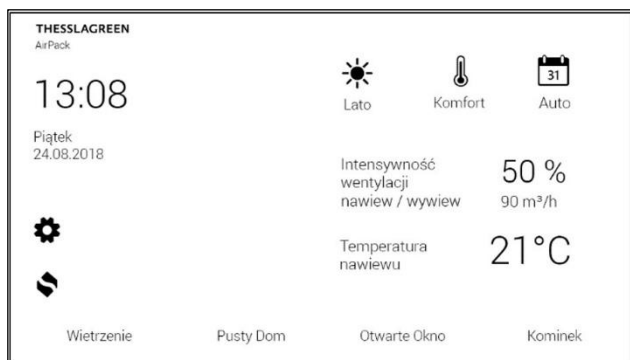 THESSLAGREEN
AirPack
13:08
Piątek
24.08.2018
31
Lato
Komfort
Auto
Intensywność
wentylacji
nawiew / wywiew
50 %
90 m³/h
Temperatura
nawiewu
21°C
Wietrzenie
Pusty Dom
Otwarte Okno
Kominek